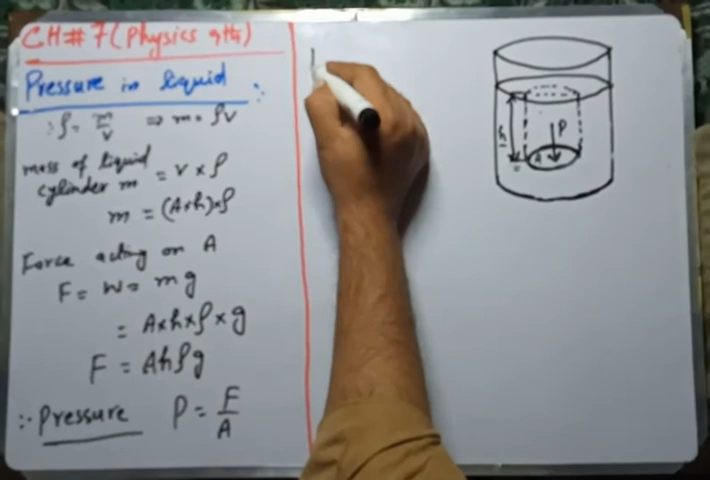 CH # 7 (Physics 9th)
Pressure in liquid :
∴ ρ = m/v ⇒ m = ρv
mass of liquid
cylinder m = v × ρ
m = (A×h)×ρ
Force acting on A
F = W = mg
= A×h×ρ×g
F = Ahρg
∴ Pressure P = F/A
h
P
A